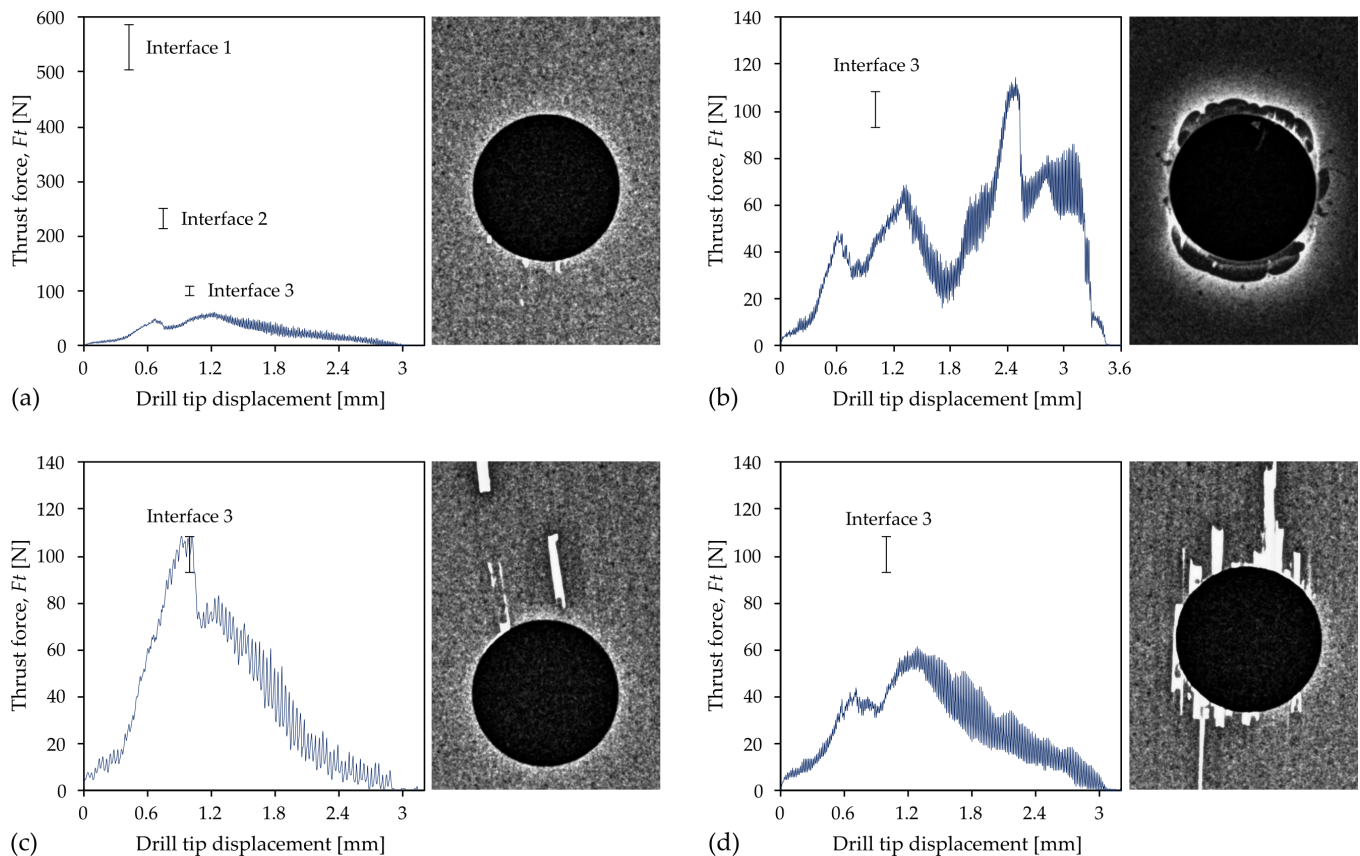 600
500
400
300
200
100
0
Thrust force, Ft [N]
Interface 1
Interface 2
Interface 3
0 0.6 1.2 1.8 2.4 3
(a) Drill tip displacement [mm]
140
120
100
80
60
40
20
0
Thrust force, Ft [N]
Interface 3
0 0.6 1.2 1.8 2.4 3 3.6
(b) Drill tip displacement [mm]
140
120
100
80
60
40
20
0
Thrust force, Ft [N]
Interface 3
0 0.6 1.2 1.8 2.4 3
(c) Drill tip displacement [mm]
140
120
100
80
60
40
20
0
Thrust force, Ft [N]
Interface 3
0 0.6 1.2 1.8 2.4 3
(d) Drill tip displacement [mm]